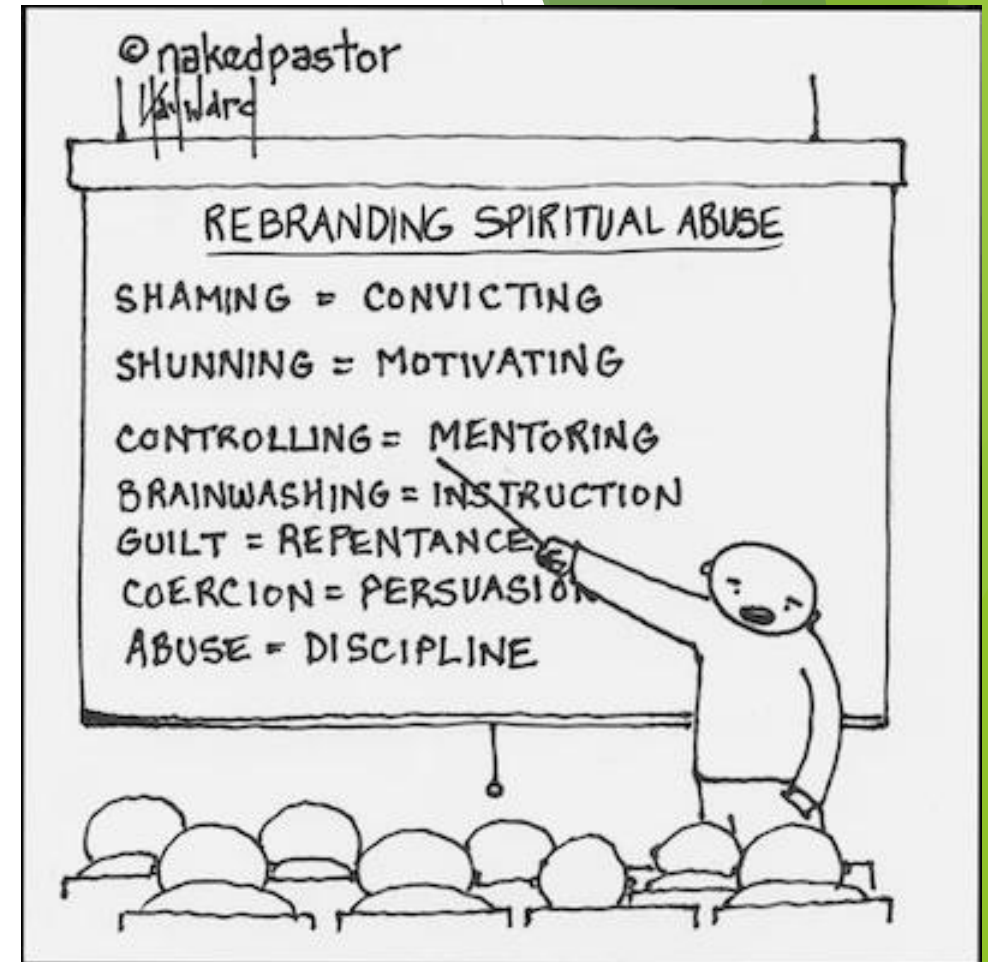 ©nakedpastor
Hayward
REBRANDING SPIRITUAL ABUSE
SHAMING = CONVICTING
SHUNNING = MOTIVATING
CONTROLLING = MENTORING
BRAINWASHING = INSTRUCTION
GUILT = REPENTANCE
COERCION = PERSUASION
ABUSE = DISCIPLINE